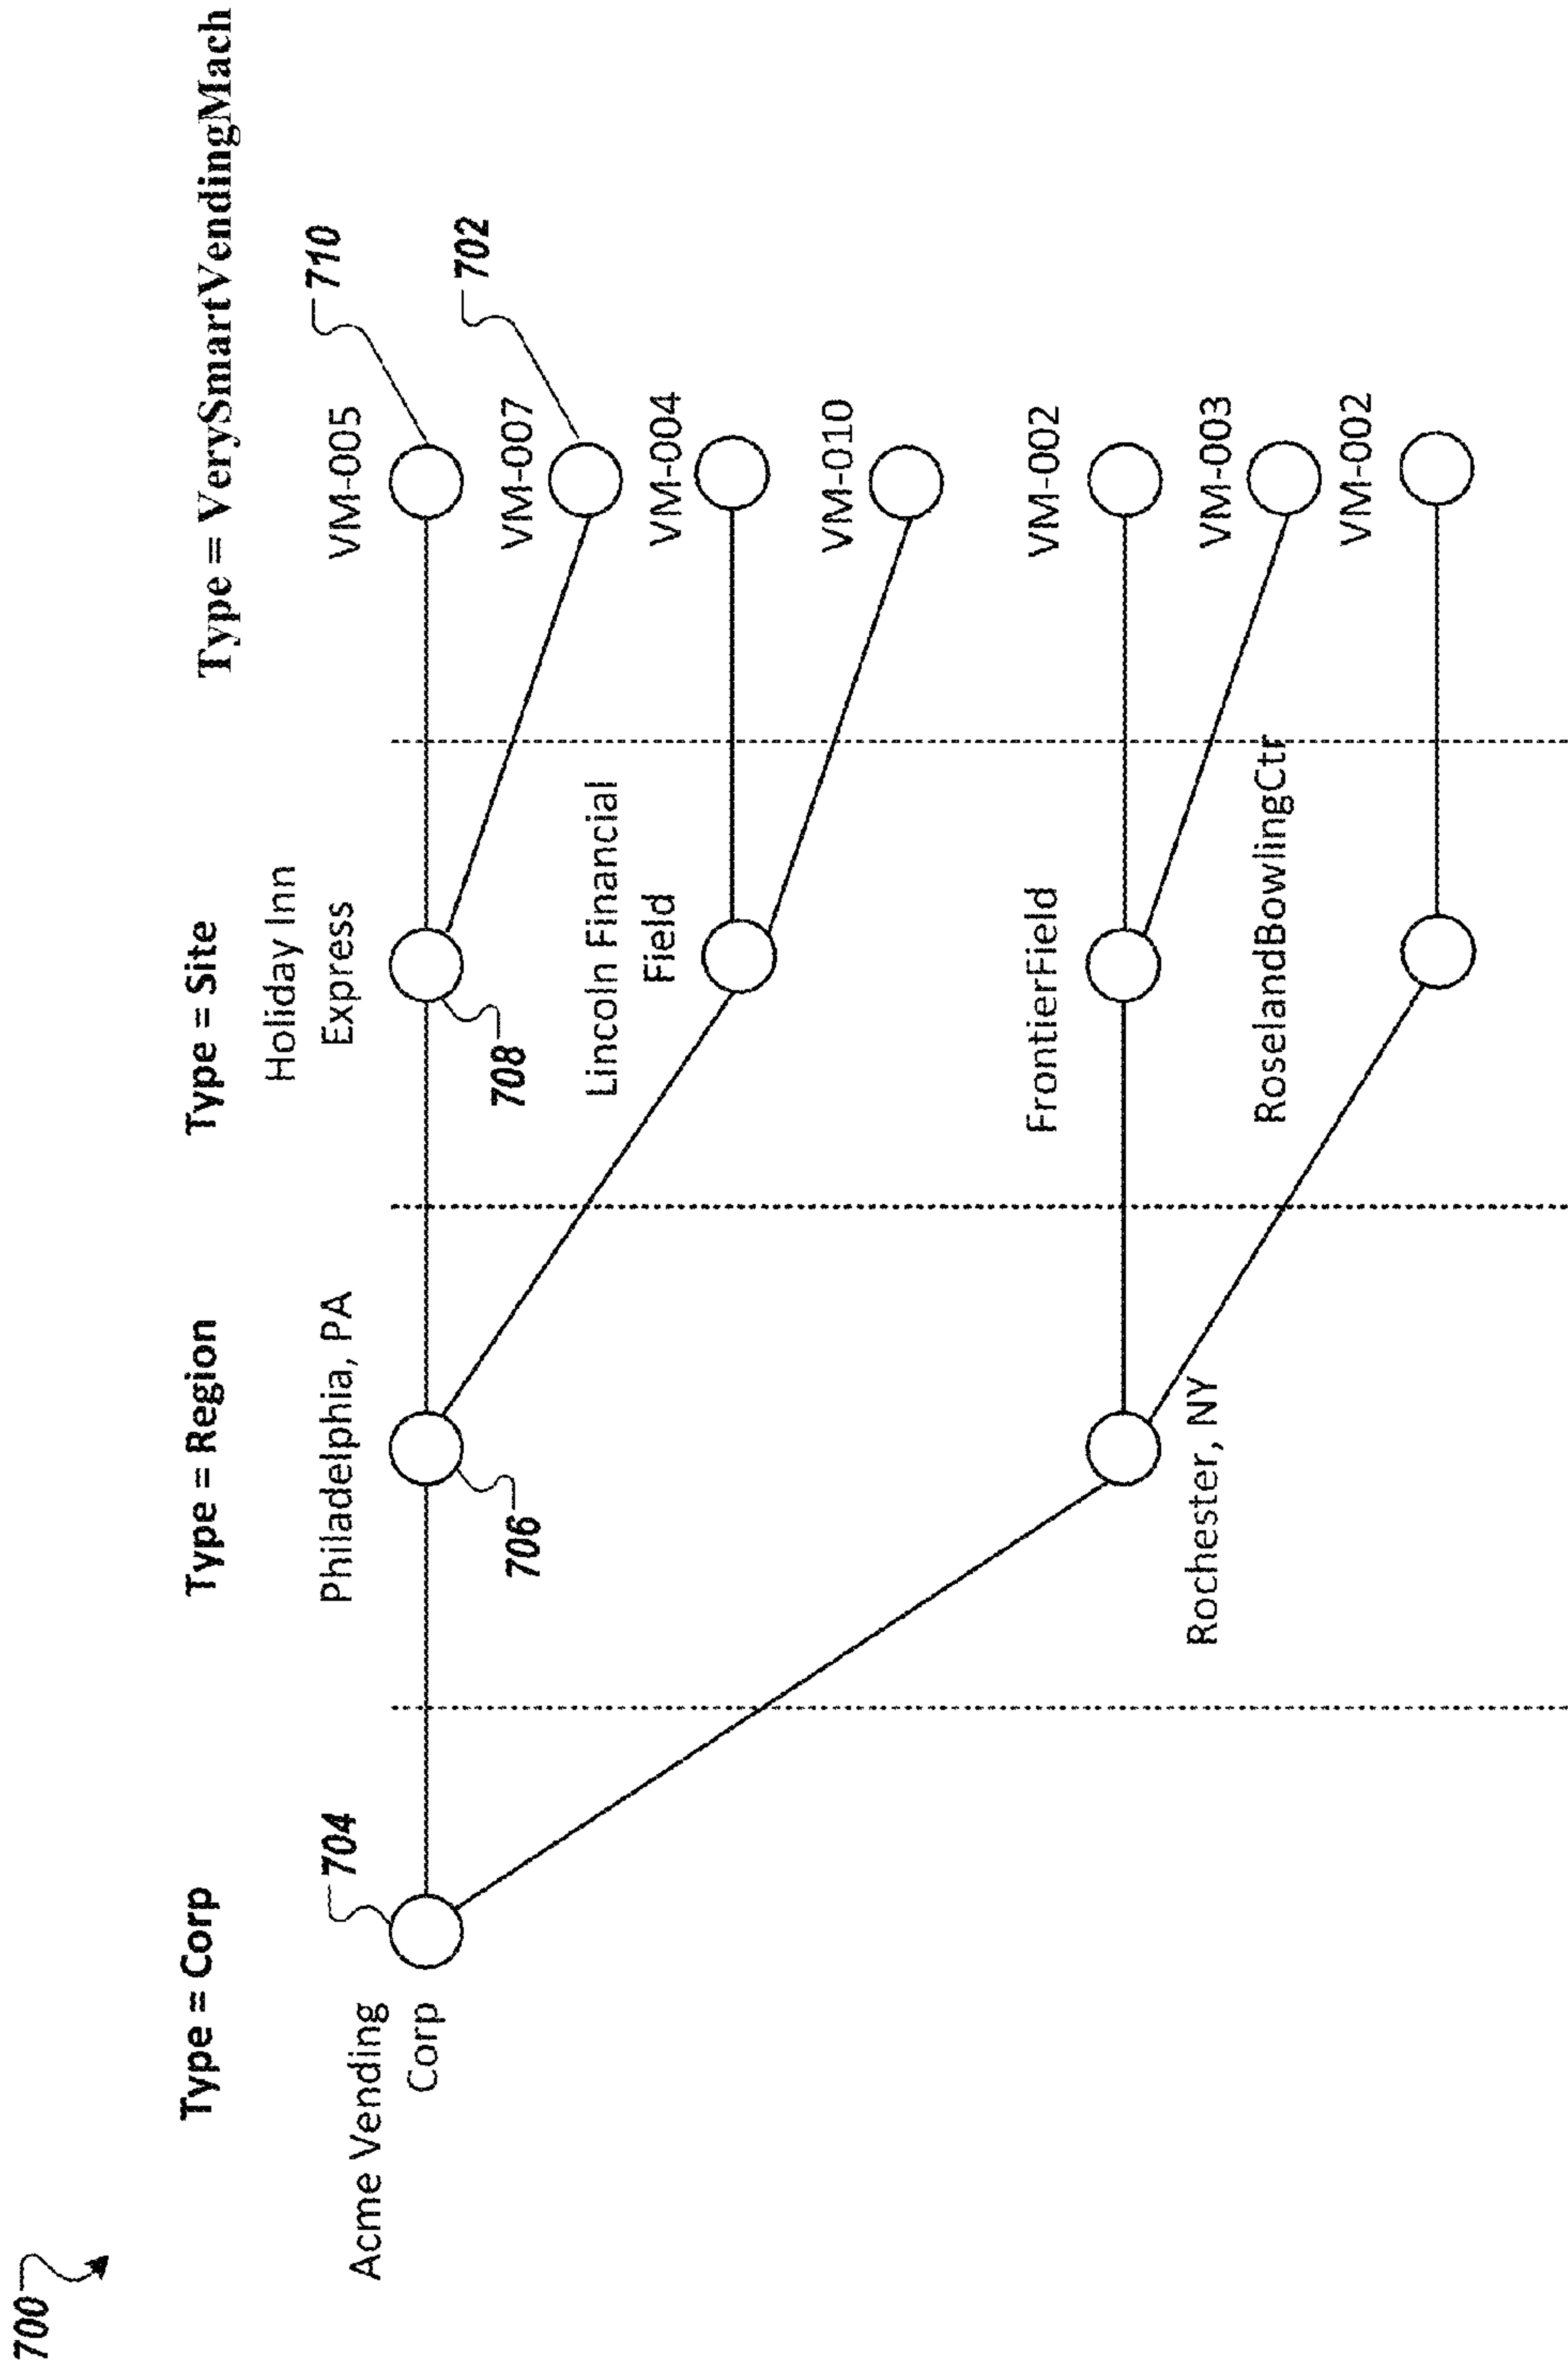 700
Type = Corp
Type = Region
Type = Site
Type = VerySmartVendingMach
Acme Vending
Corp
704
Philadelphia, PA
706
Holiday Inn
Express
708
VM-005
710
VM-007
702
Lincoln Financial
Field
VM-004
VM-010
Rochester, NY
FrontierField
VM-002
VM-003
RoselandBowlingCtr
VM-002